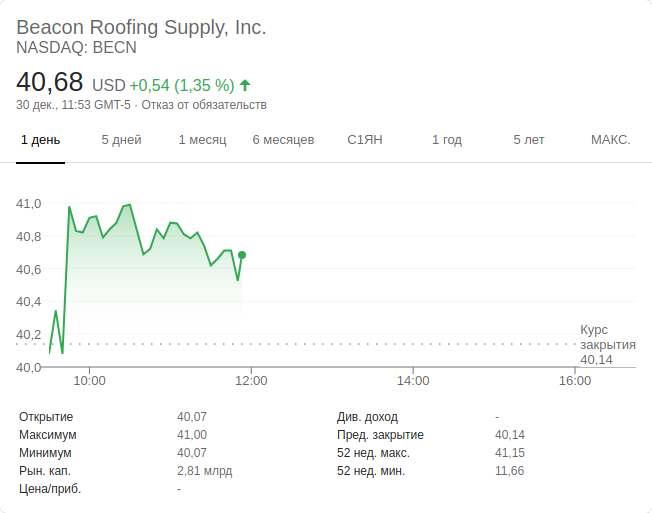 Beacon Roofing Supply, Inc.
NASDAQ: BECN
40,68 USD +0,54 (1,35 %)
30 дек., 11:53 GMT-5 · Отказ от обязательств
1 день 5 дней 1 месяц 6 месяцев С1ЯН 1 год 5 лет МАКС.
41,0
40,8
40,6
40,4
40,2
40,0
Курс
закрытия
40,14
10:00 12:00 14:00 16:00
Открытие 40,07 Див. доход -
Максимум 41,00 Пред. закрытие 40,14
Минимум 40,07 52 нед. макс. 41,15
Рын. кап. 2,81 млрд 52 нед. мин. 11,66
Цена/приб. -